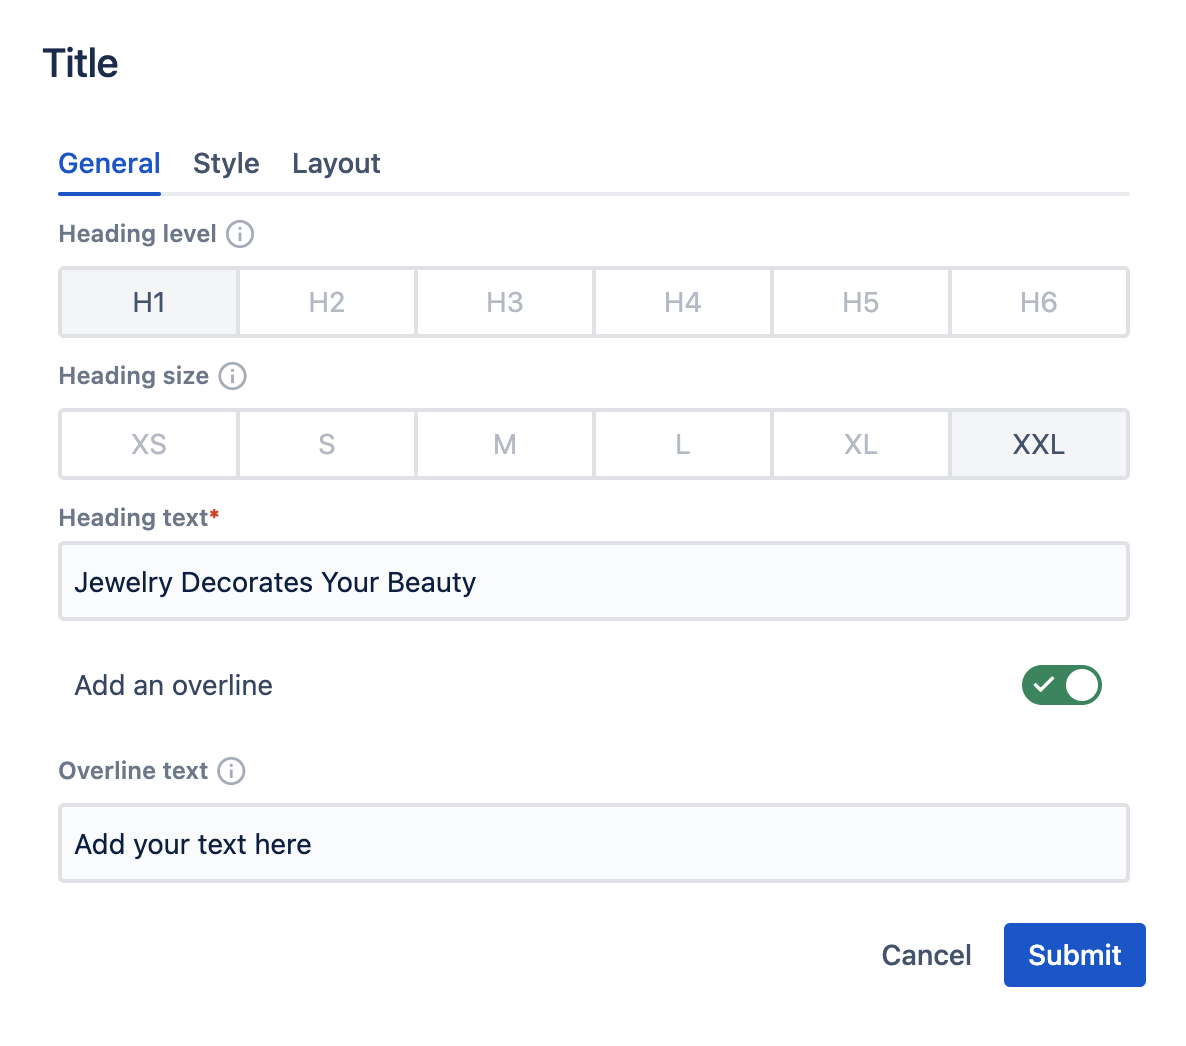 Title
General Style Layout
Heading level
H1 H2 H3 H4 H5 H6
Heading size
XS S M L XL XXL
Heading text*
Jewelry Decorates Your Beauty
Add an overline
Overline text
Add your text here
Cancel Submit